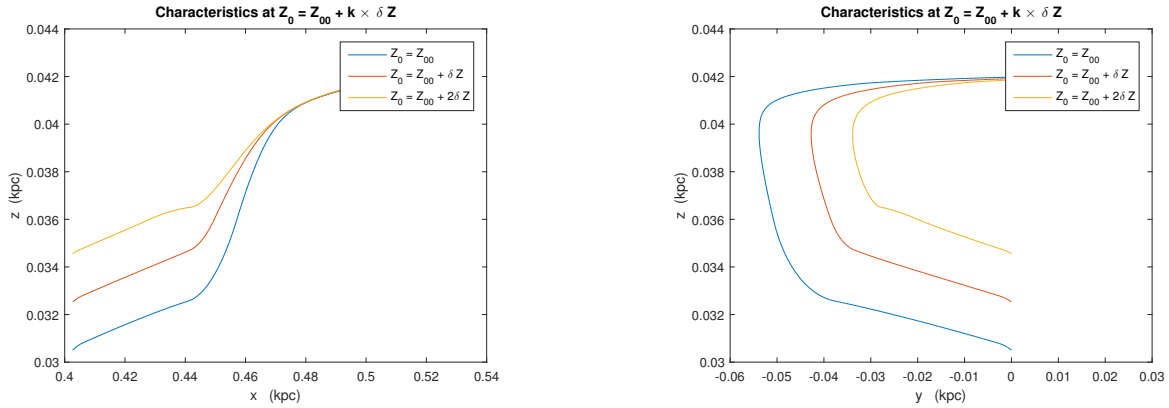 Characteristics at Z₀ = Z₀₀ + k × δ Z
0.044
0.042
0.04
0.038
0.036
0.034
0.032
0.03
z (kpc)
0.4
0.42
0.44
0.46
0.48
0.5
0.52
0.54
x (kpc)
Z₀ = Z₀₀
Z₀ = Z₀₀ + δ Z
Z₀ = Z₀₀ + 2δ Z
Characteristics at Z₀ = Z₀₀ + k × δ Z
0.044
0.042
0.04
0.038
0.036
0.034
0.032
0.03
z (kpc)
-0.06
-0.05
-0.04
-0.03
-0.02
-0.01
0
0.01
0.02
0.03
y (kpc)
Z₀ = Z₀₀
Z₀ = Z₀₀ + δ Z
Z₀ = Z₀₀ + 2δ Z